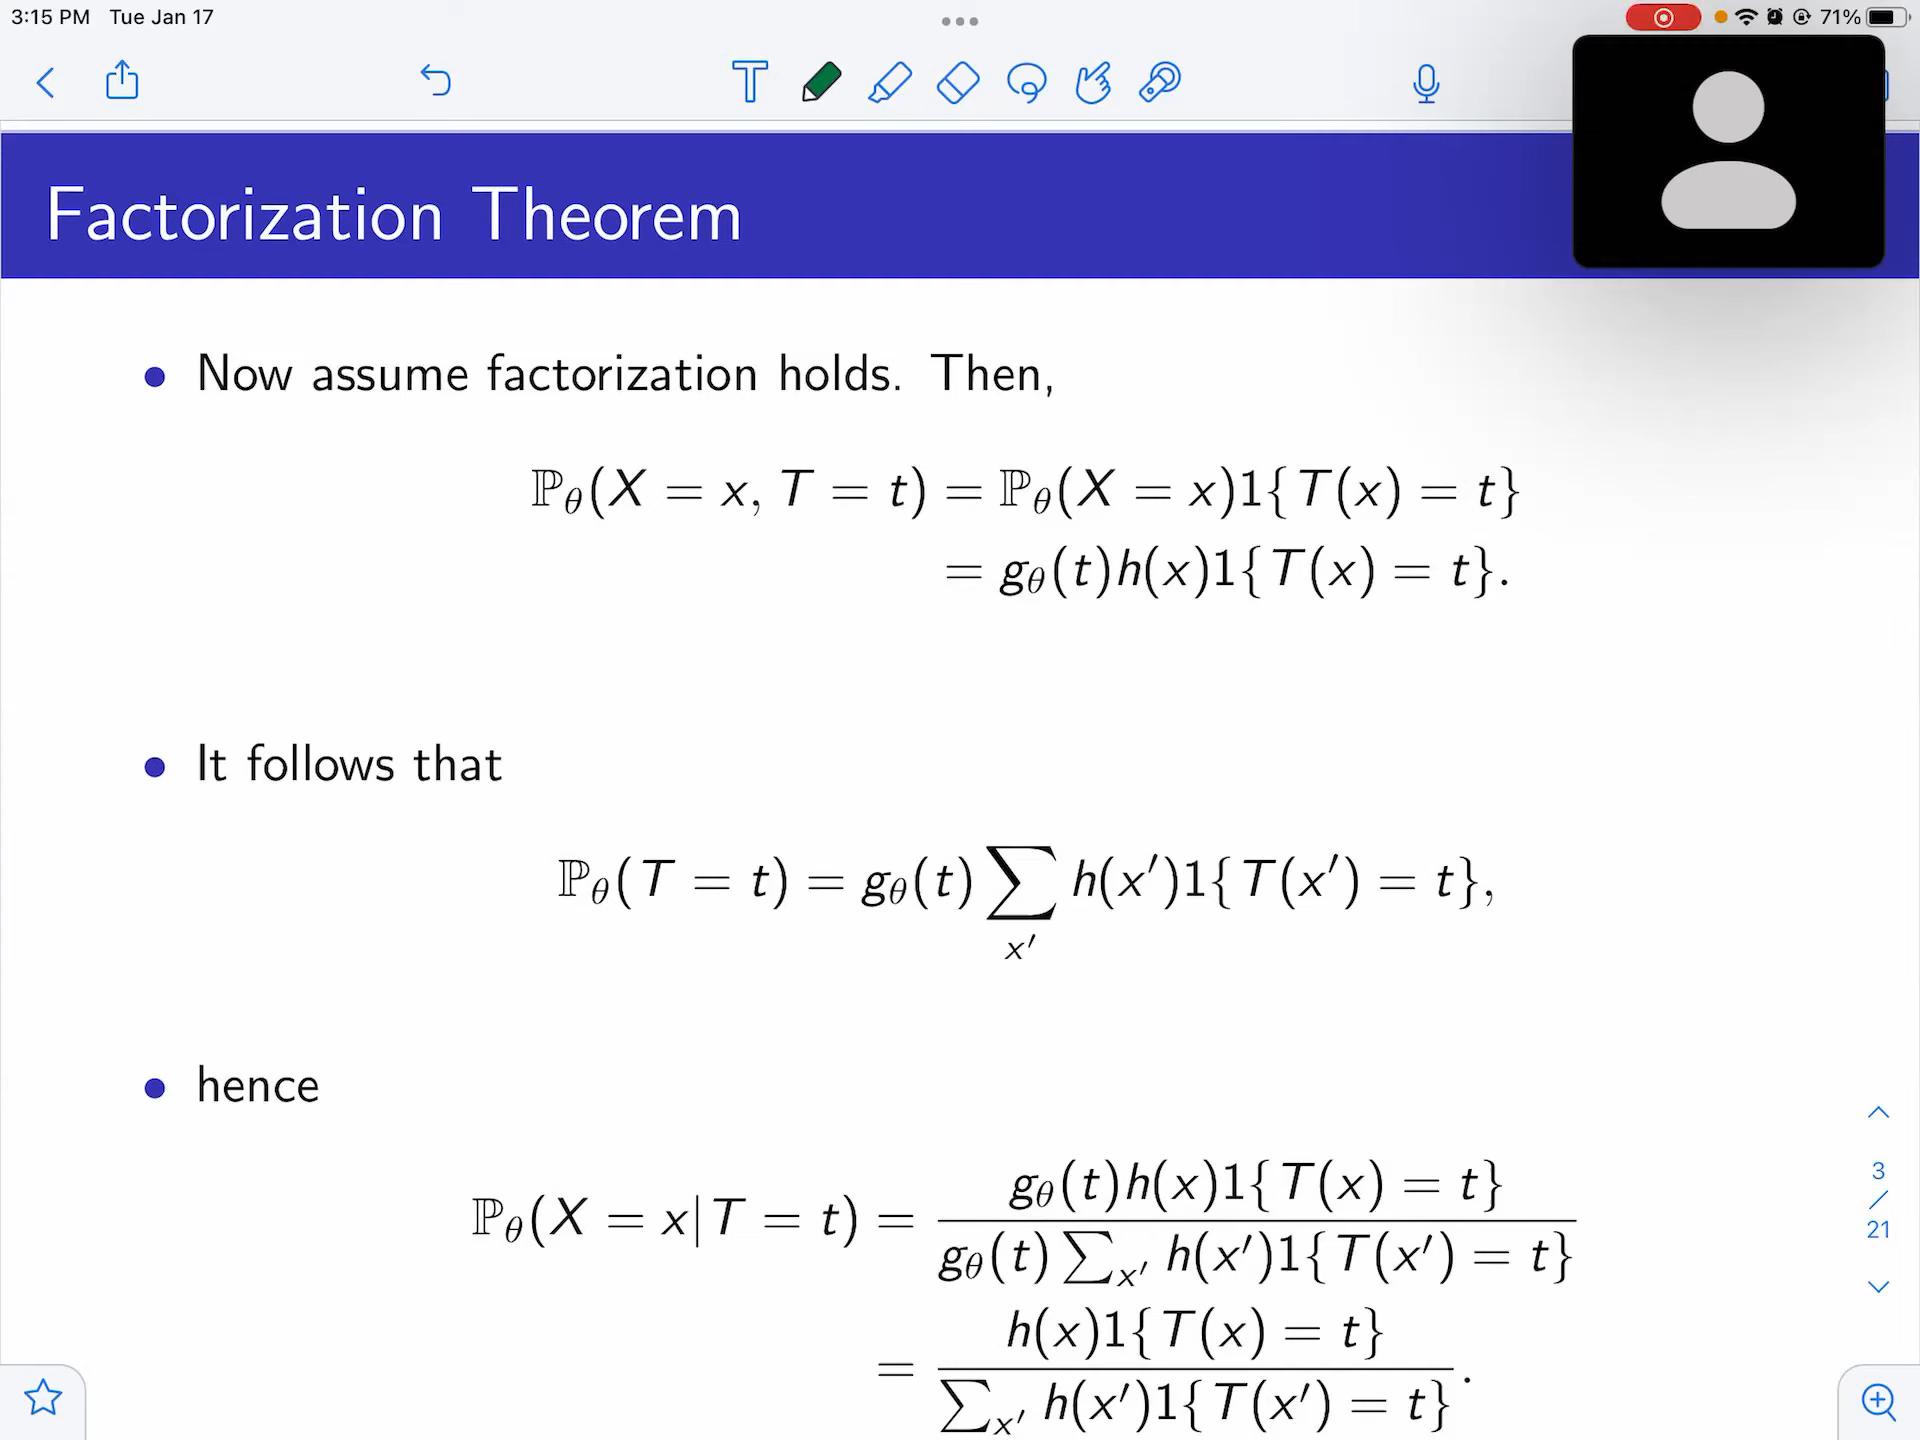 3:15 PM Tue Jan 17
71%
T
Factorization Theorem
• Now assume factorization holds. Then,
ℙθ(X = x, T = t) = ℙθ(X = x)1{T(x) = t}
= gθ(t)h(x)1{T(x) = t}.
• It follows that
ℙθ(T = t) = gθ(t) ∑x′ h(x′)1{T(x′) = t},
• hence
ℙθ(X = x|T = t) = gθ(t)h(x)1{T(x) = t} / gθ(t) ∑x′ h(x′)1{T(x′) = t}
= h(x)1{T(x) = t} / ∑x′ h(x′)1{T(x′) = t} .
3 / 21